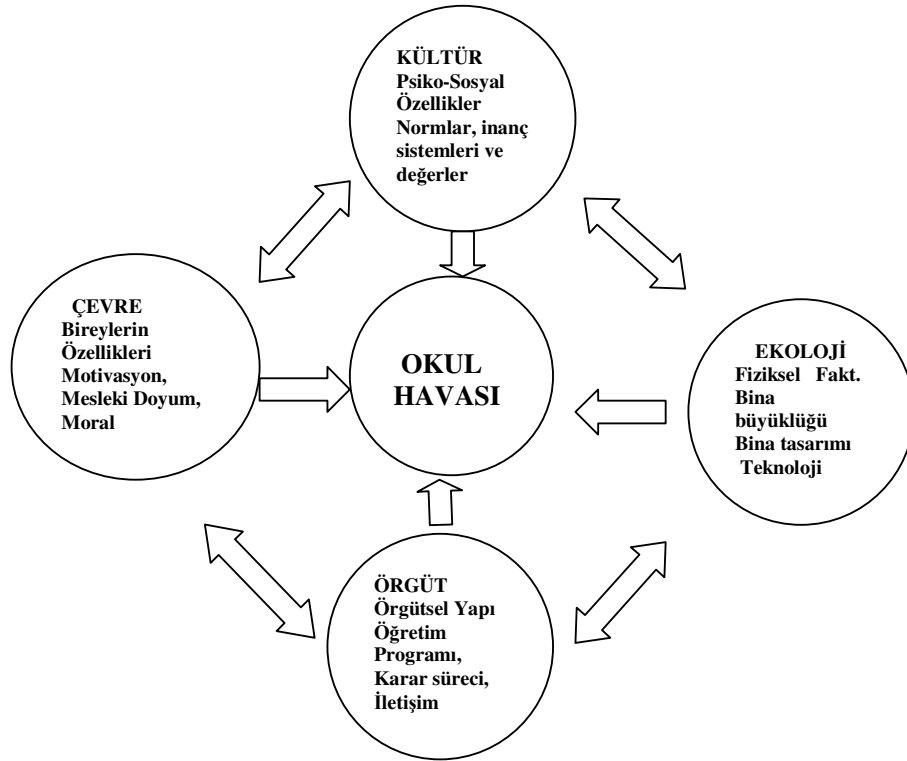 KÜLTÜR
Psiko-Sosyal
Özellikler
Normlar, inanç
sistemleri ve
değerler
ÇEVRE
Bireylerin
Özellikleri
Motivasyon,
Mesleki Doyum,
Moral
OKUL
HAVASI
EKOLOJİ
Fiziksel Fakt.
Bina
büyüklüğü
Bina tasarımı
Teknoloji
ÖRGÜT
Örgütsel Yapı
Öğretim
Programı,
Karar süreci,
İletişim